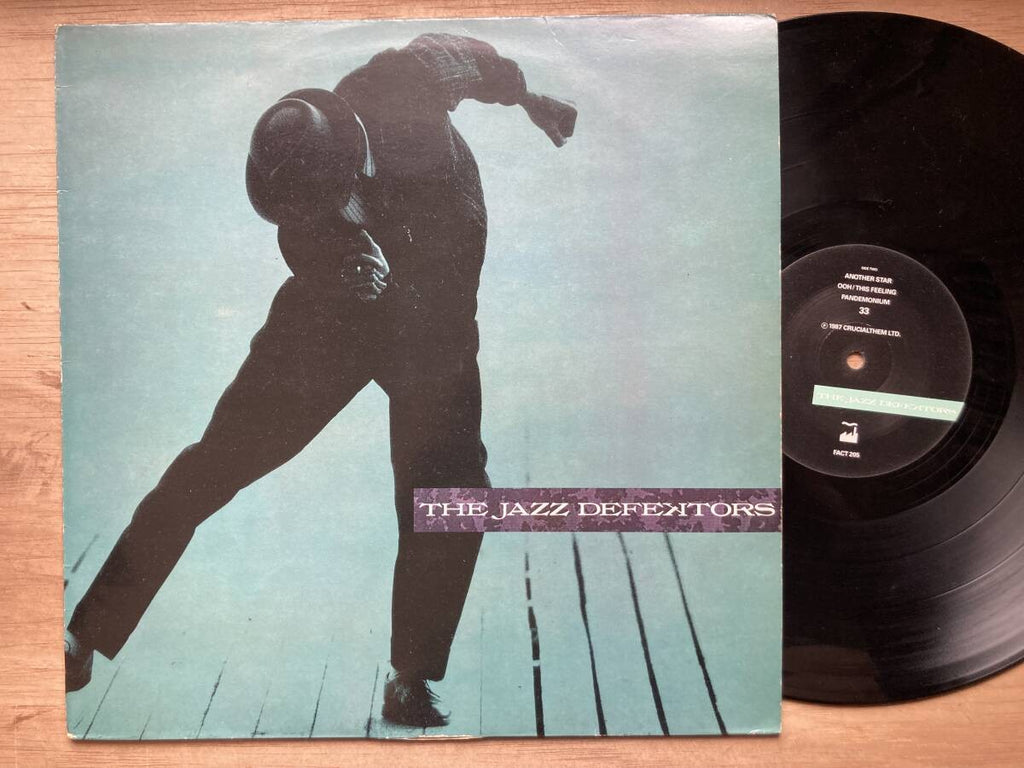 THE JAZZ DEFEKTORS
SIDE TWO
ANOTHER STAR
OOH! THIS FEELING
PANDEMONIUM
33
℗ 1987 CRUCIALTHEM LTD.
THE JAZZ DEFEKTORS
FACT 205